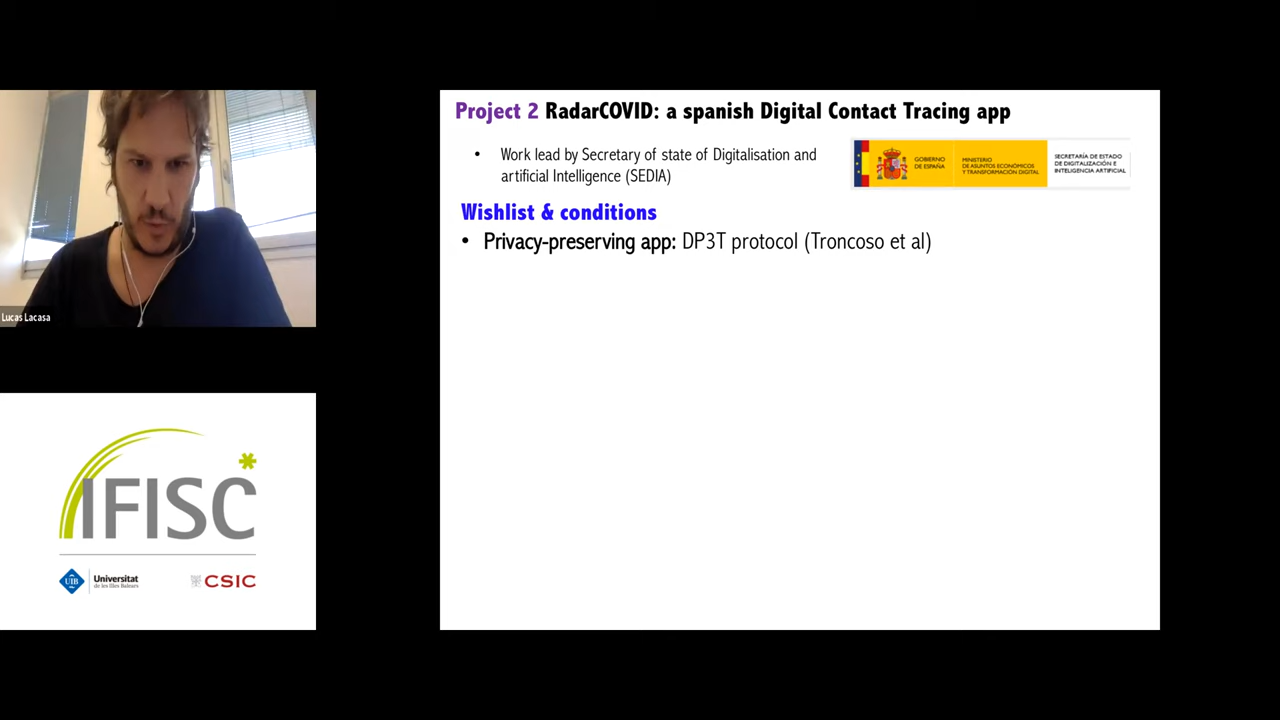 Project 2 RadarCOVID: a spanish Digital Contact Tracing app
• Work lead by Secretary of state of Digitalisation and
artificial Intelligence (SEDIA)
GOBIERNO
DE ESPAÑA
MINISTERIO
DE ASUNTOS ECONÓMICOS
Y TRANSFORMACIÓN DIGITAL
SECRETARÍA DE ESTADO
DE DIGITALIZACIÓN E
INTELIGENCIA ARTIFICIAL
Wishlist & conditions
• Privacy-preserving app: DP3T protocol (Troncoso et al)
Lucas Lacasa
IFISC
UIB
Universitat
de les Illes Balears
CSIC